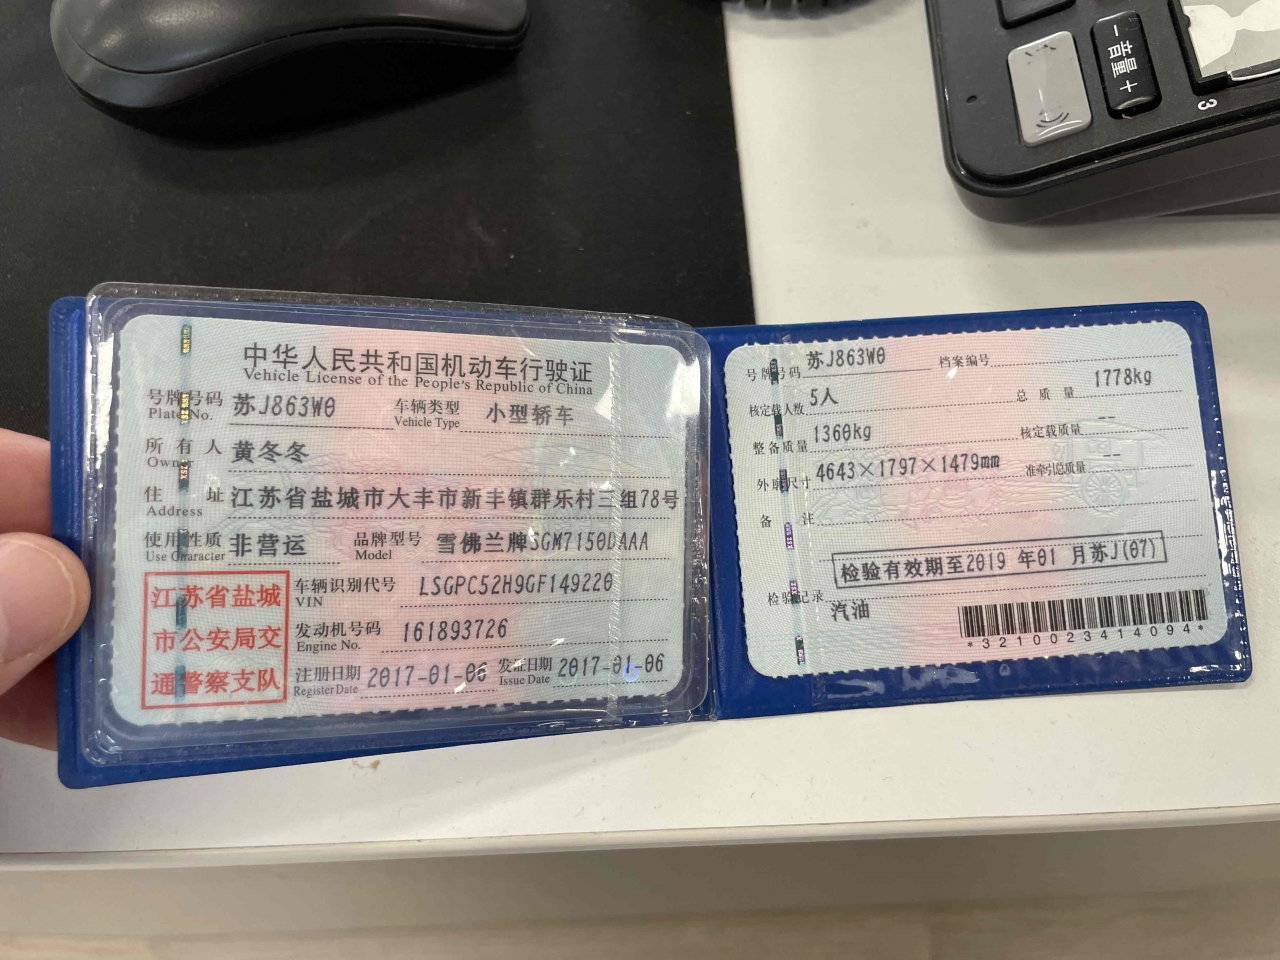 一 音量 +
3
中华人民共和国机动车行驶证
Vehicle License of the People's Republic of China
号牌号码 苏J863W0 车辆类型 小型轿车
Plate No. Vehicle Type
所有人 黄冬冬
Owner
住址 江苏省盐城市大丰市新丰镇群乐村三组78号
Address
使用性质 非营运 品牌型号 雪佛兰牌SGM7150DAAA
Use Character Model
江苏省盐城
市公安局交
通警察支队
车辆识别代号 LSGPC52H9GF149220
VIN
发动机号码 161893726
Engine No.
注册日期 2017-01-06 发证日期 2017-01-06
Register Date Issue Date
号牌号码 苏J863W0 档案编号
核定载人数 5人 总质量 1778kg
整备质量 1360kg 核定载质量 --
外廓尺寸 4643×1797×1479mm 准牵引总质量 --
备注
检验有效期至2019 年01 月苏J(07)
检验记录
汽油
*3210023414094*